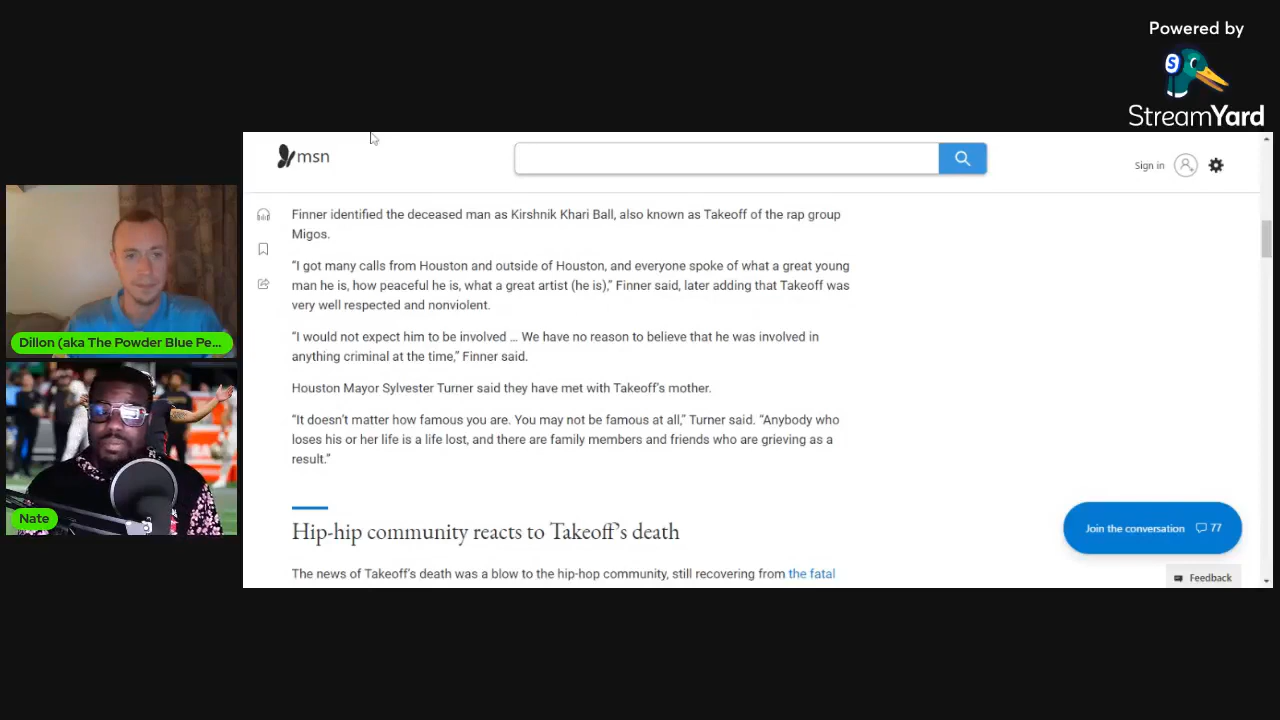 Powered by
StreamYard
msn
Sign in
Finner identified the deceased man as Kirshnik Khari Ball, also known as Takeoff of the rap group
Migos.
“I got many calls from Houston and outside of Houston, and everyone spoke of what a great young
man he is, how peaceful he is, what a great artist (he is),” Finner said, later adding that Takeoff was
very well respected and nonviolent.
“I would not expect him to be involved … We have no reason to believe that he was involved in
anything criminal at the time,” Finner said.
Houston Mayor Sylvester Turner said they have met with Takeoff’s mother.
“It doesn’t matter how famous you are. You may not be famous at all,” Turner said. “Anybody who
loses his or her life is a life lost, and there are family members and friends who are grieving as a
result.”
Hip-hip community reacts to Takeoff’s death
The news of Takeoff’s death was a blow to the hip-hop community, still recovering from the fatal
Join the conversation 77
Feedback
Dillon (aka The Powder Blue Pe...
Nate